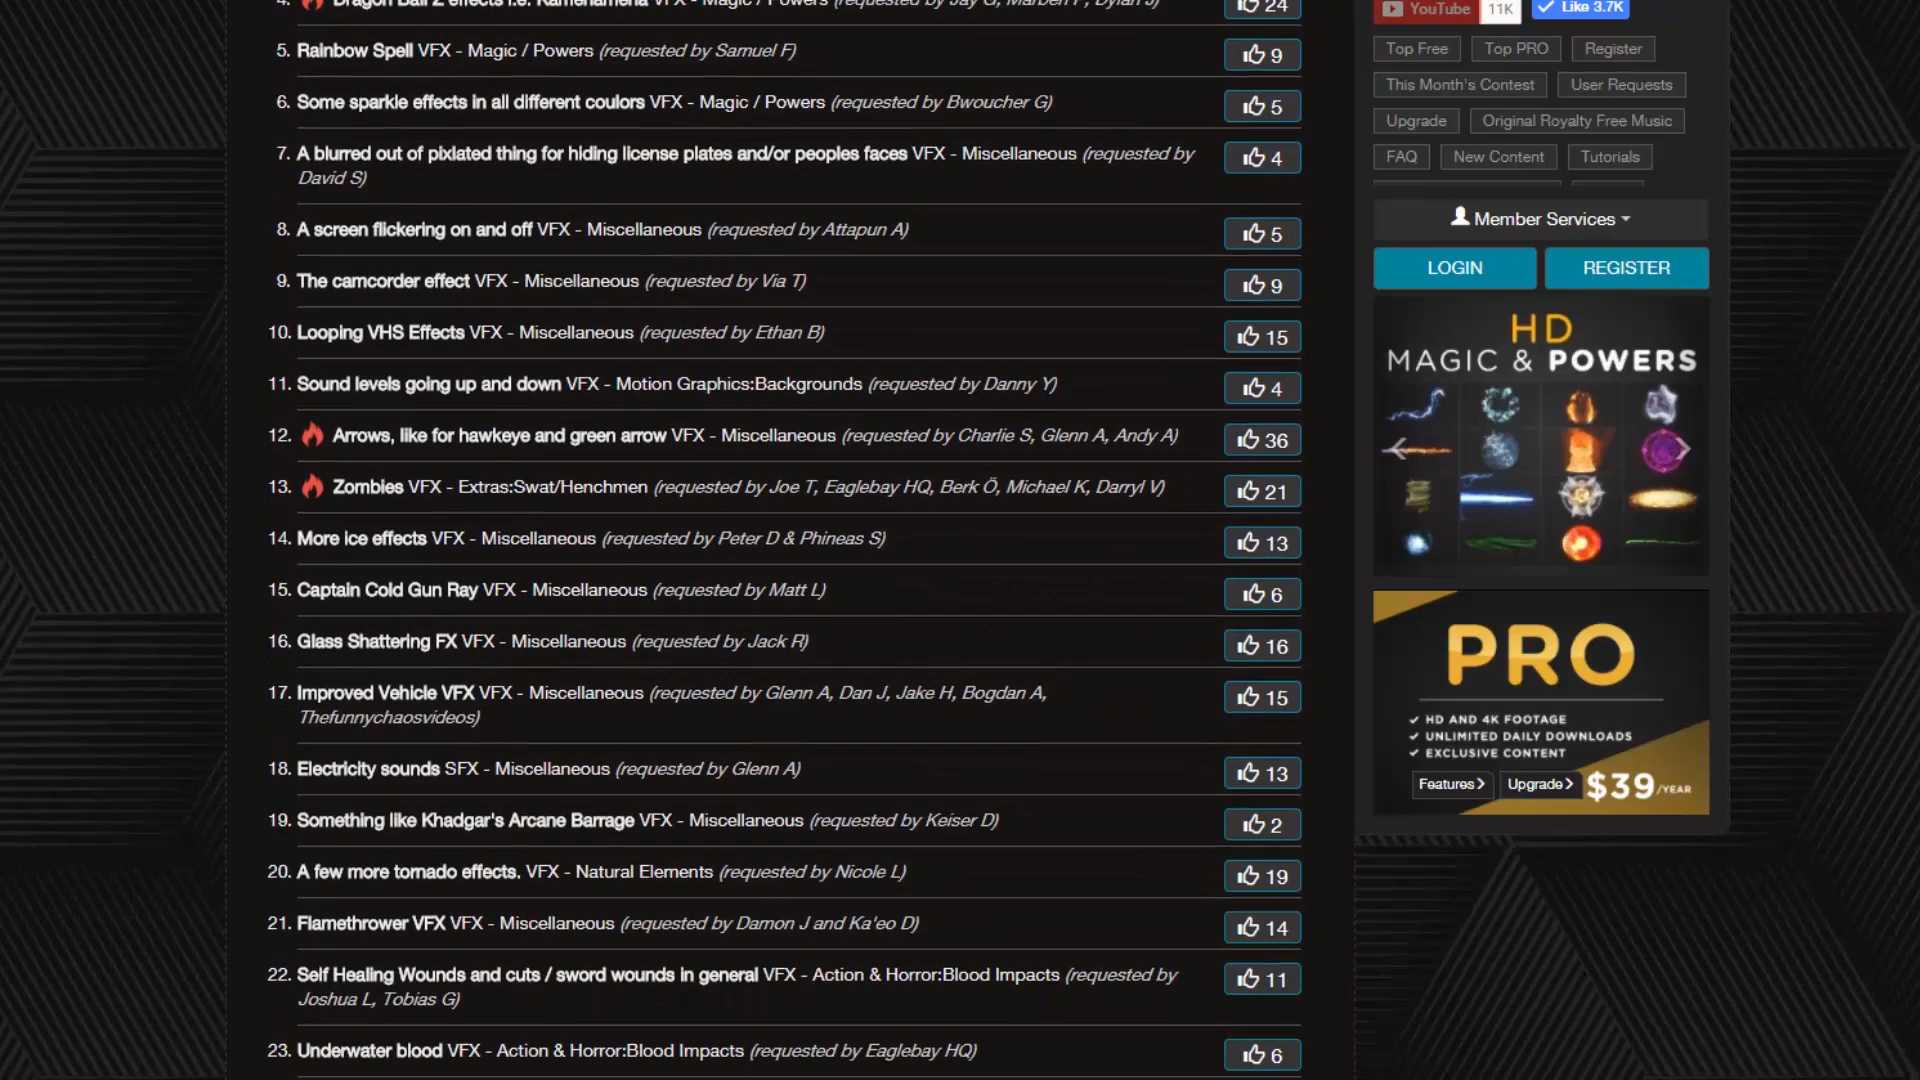 4. Dragon Ball Z effects i.e. Kamehameha VFX - Magic / Powers (requested by Jay G, Marben P, Dylan J) 24
5. Rainbow Spell VFX - Magic / Powers (requested by Samuel F) 9
6. Some sparkle effects in all different coulors VFX - Magic / Powers (requested by Bwoucher G) 5
7. A blurred out of pixlated thing for hiding license plates and/or peoples faces VFX - Miscellaneous (requested by 4
David S)
8. A screen flickering on and off VFX - Miscellaneous (requested by Attapun A) 5
9. The camcorder effect VFX - Miscellaneous (requested by Via T) 9
10. Looping VHS Effects VFX - Miscellaneous (requested by Ethan B) 15
11. Sound levels going up and down VFX - Motion Graphics:Backgrounds (requested by Danny Y) 4
12. Arrows, like for hawkeye and green arrow VFX - Miscellaneous (requested by Charlie S, Glenn A, Andy A) 36
13. Zombies VFX - Extras:Swat/Henchmen (requested by Joe T, Eaglebay HQ, Berk Ö, Michael K, Darryl V) 21
14. More ice effects VFX - Miscellaneous (requested by Peter D & Phineas S) 13
15. Captain Cold Gun Ray VFX - Miscellaneous (requested by Matt L) 6
16. Glass Shattering FX VFX - Miscellaneous (requested by Jack R) 16
17. Improved Vehicle VFX VFX - Miscellaneous (requested by Glenn A, Dan J, Jake H, Bogdan A, 15
Thefunnychaosvideos)
18. Electricity sounds SFX - Miscellaneous (requested by Glenn A) 13
19. Something like Khadgar's Arcane Barrage VFX - Miscellaneous (requested by Keiser D) 2
20. A few more tornado effects. VFX - Natural Elements (requested by Nicole L) 19
21. Flamethrower VFX VFX - Miscellaneous (requested by Damon J and Ka'eo D) 14
22. Self Healing Wounds and cuts / sword wounds in general VFX - Action & Horror:Blood Impacts (requested by 11
Joshua L, Tobias G)
23. Underwater blood VFX - Action & Horror:Blood Impacts (requested by Eaglebay HQ) 6
YouTube 11K Like 3.7K
Top Free Top PRO Register
This Month's Contest User Requests
Upgrade Original Royalty Free Music
FAQ New Content Tutorials
Member Services
LOGIN REGISTER
HD
MAGIC & POWERS
PRO
HD AND 4K FOOTAGE
UNLIMITED DAILY DOWNLOADS
EXCLUSIVE CONTENT
Features Upgrade $39/YEAR